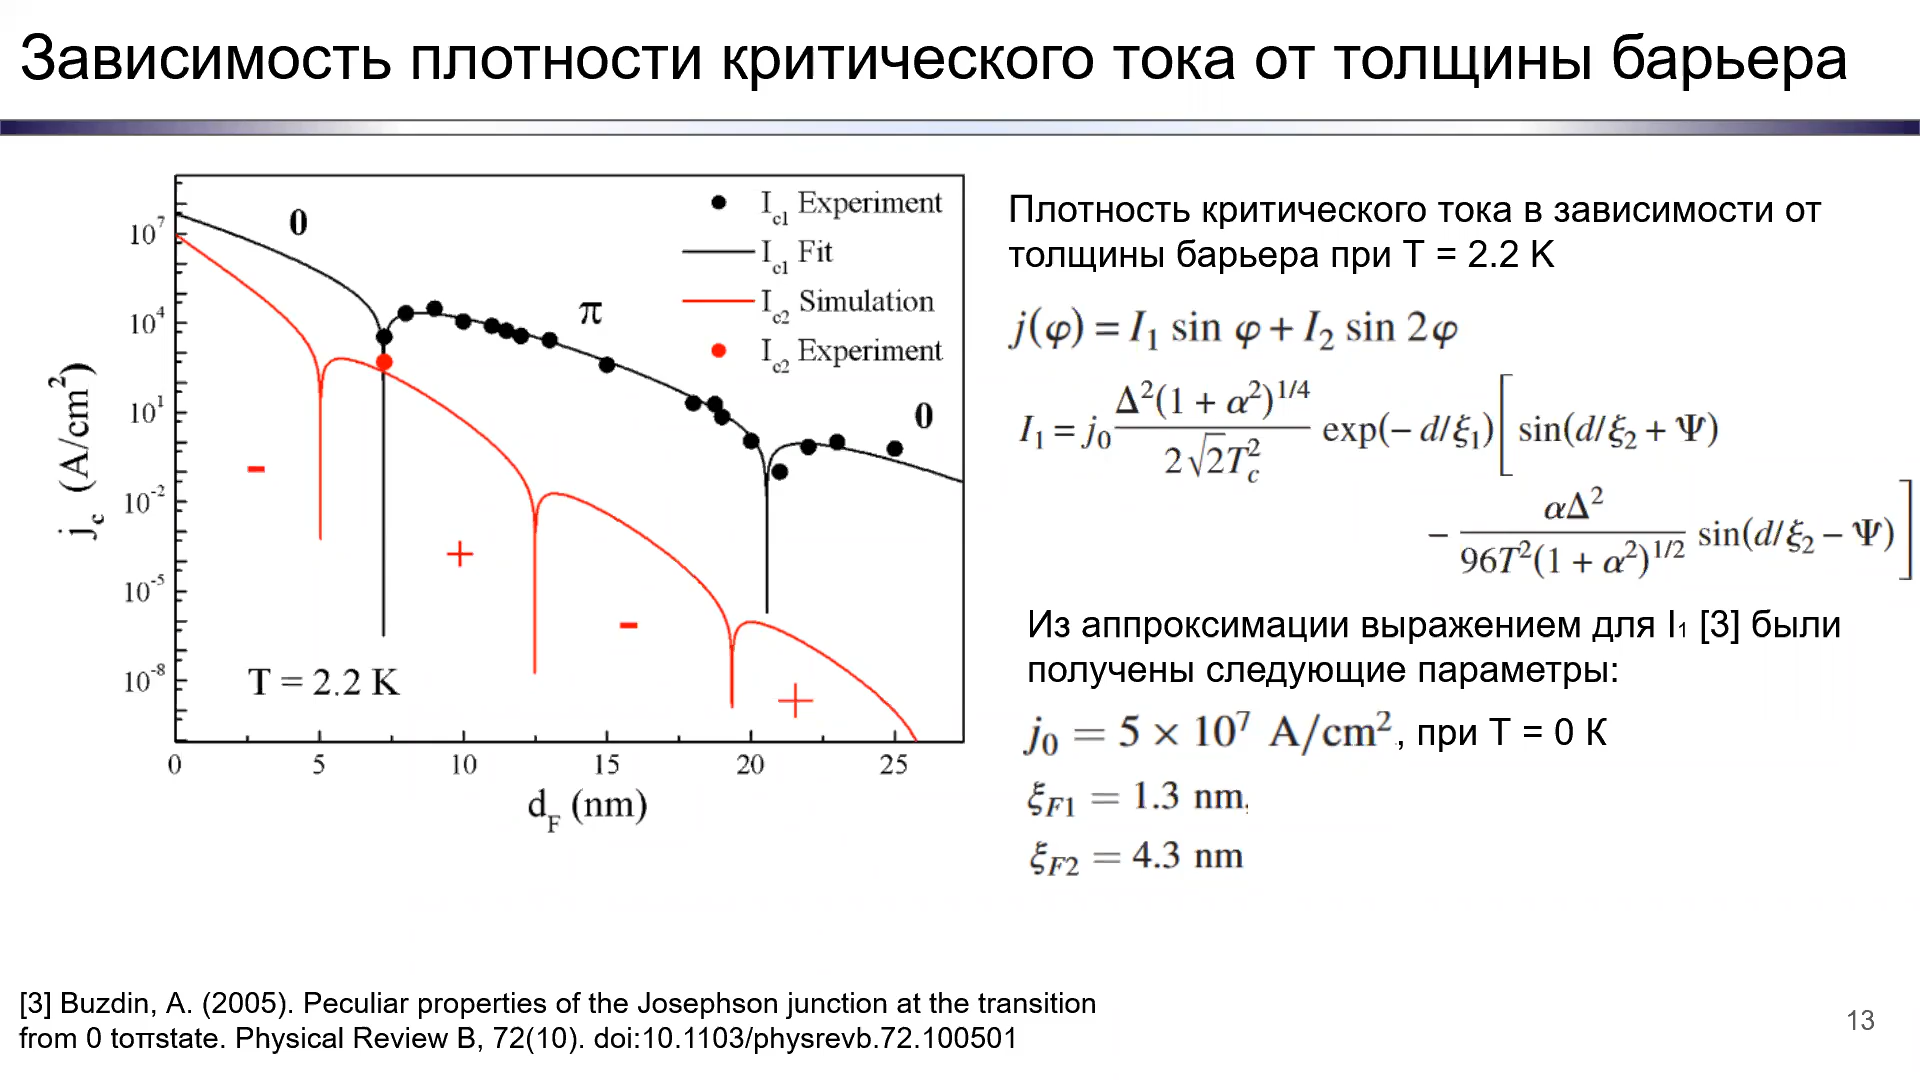 Зависимость плотности критического тока от толщины барьера
I_c1 Experiment
I_c1 Fit
I_c2 Simulation
I_c2 Experiment
0
π
0
-
+
-
+
T = 2.2 K
10^7
10^4
10^1
10^-2
10^-5
10^-8
j_c (A/cm^2)
0 5 10 15 20 25
d_F (nm)
Плотность критического тока в зависимости от
толщины барьера при T = 2.2 K
j(φ) = I_1 sin φ + I_2 sin 2φ
I_1 = j_0 Δ^2(1 + α^2)^1/4 / 2√2T_c^2 exp(− d/ξ_1)[ sin(d/ξ_2 + Ψ)
− αΔ^2 / 96T^2(1 + α^2)^1/2 sin(d/ξ_2 − Ψ) ]
Из аппроксимации выражением для I₁ [3] были
получены следующие параметры:
j_0 = 5 × 10^7 A/cm^2, при T = 0 К
ξ_F1 = 1.3 nm,
ξ_F2 = 4.3 nm
[3] Buzdin, A. (2005). Peculiar properties of the Josephson junction at the transition
from 0 toπstate. Physical Review B, 72(10). doi:10.1103/physrevb.72.100501
13